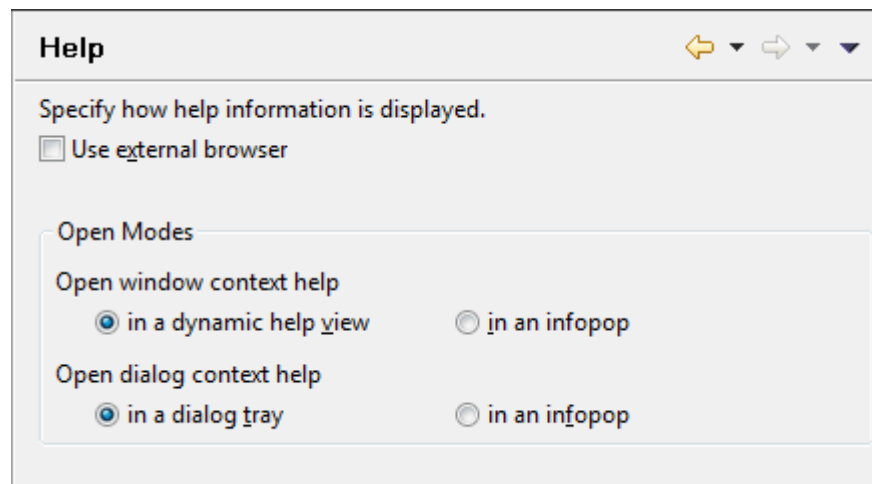 Help
Specify how help information is displayed.
Use external browser
Open Modes
Open window context help
in a dynamic help view in an infopop
Open dialog context help
in a dialog tray in an infopop